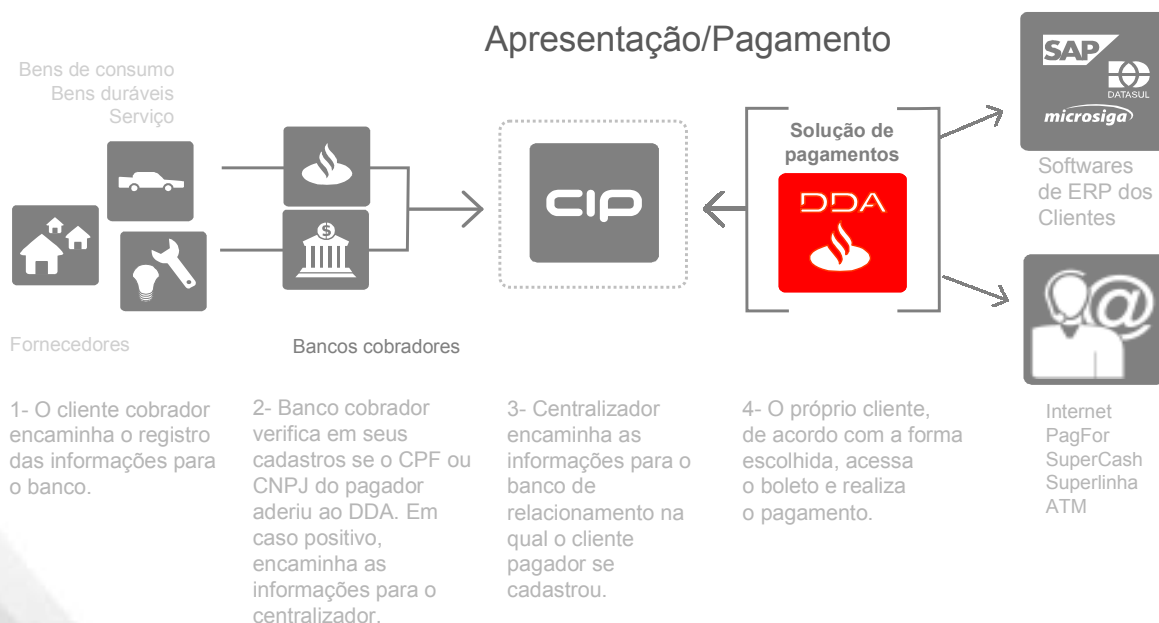 Apresentação/Pagamento
Bens de consumo
Bens duráveis
Serviço
Fornecedores
$
Bancos cobradores
CIP
Solução de
pagamentos
DDA
SAP
DATASUL
microsiga
Softwares
de ERP dos
Clientes
@
Internet
PagFor
SuperCash
Superlinha
ATM
1- O cliente cobrador
encaminha o registro
das informações para
o banco.
2- Banco cobrador
verifica em seus
cadastros se o CPF ou
CNPJ do pagador
aderiu ao DDA. Em
caso positivo,
encaminha as
informações para o
centralizador.
3- Centralizador
encaminha as
informações para o
banco de
relacionamento na
qual o cliente
pagador se
cadastrou.
4- O próprio cliente,
de acordo com a forma
escolhida, acessa
o boleto e realiza
o pagamento.